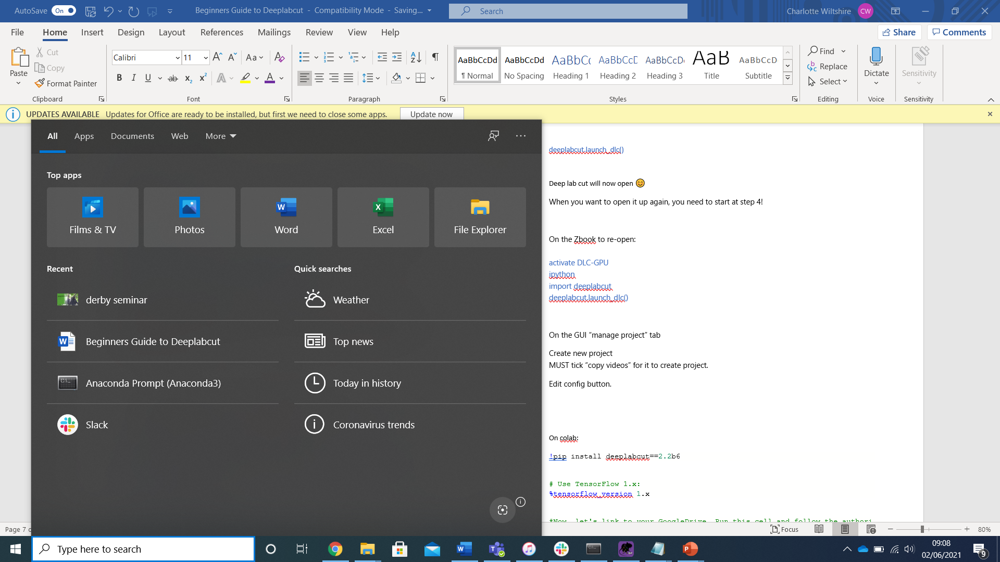 AutoSave On Beginners Guide to Deeplabcut - Compatibility Mode - Saving... Search Charlotte Wiltshire CW
File Home Insert Design Layout References Mailings Review View Help Share Comments
Paste Cut Copy Format Painter
Calibri 11 Aa
B I U ab x2 x2 A A
AaBbCcDd AaBbCcDd AaBbCc AaBbCcE AaBbCcD AaB AaBbCcD
¶ Normal No Spacing Heading 1 Heading 2 Heading 3 Title Subtitle
Find Replace Select Dictate Sensitivity
Clipboard Font Paragraph Styles Editing Voice Sensitivity
UPDATES AVAILABLE Updates for Office are ready to be installed, but first we need to close some apps. Update now
All Apps Documents Web More
Top apps
Films & TV Photos Word Excel File Explorer
Recent
derby seminar
Beginners Guide to Deeplabcut
Anaconda Prompt (Anaconda3)
Slack
Quick searches
Weather
Top news
Today in history
Coronavirus trends
deeplabcut.launch_dlc()
Deep lab cut will now open 😊
When you want to open it up again, you need to start at step 4!
On the Zbook to re-open:
activate DLC-GPU
ipython
import deeplabcut
deeplabcut.launch_dlc()
On the GUI “manage project” tab
Create new project
MUST tick “copy videos” for it to create project.
Edit config button.
On colab:
!pip install deeplabcut==2.2b6
# Use TensorFlow 1.x:
%tensorflow_version 1.x
#Now, let's link to your GoogleDrive. Run this cell and follow the authori
Page 7 o Focus 80%
Type here to search
09:08
02/06/2021
9